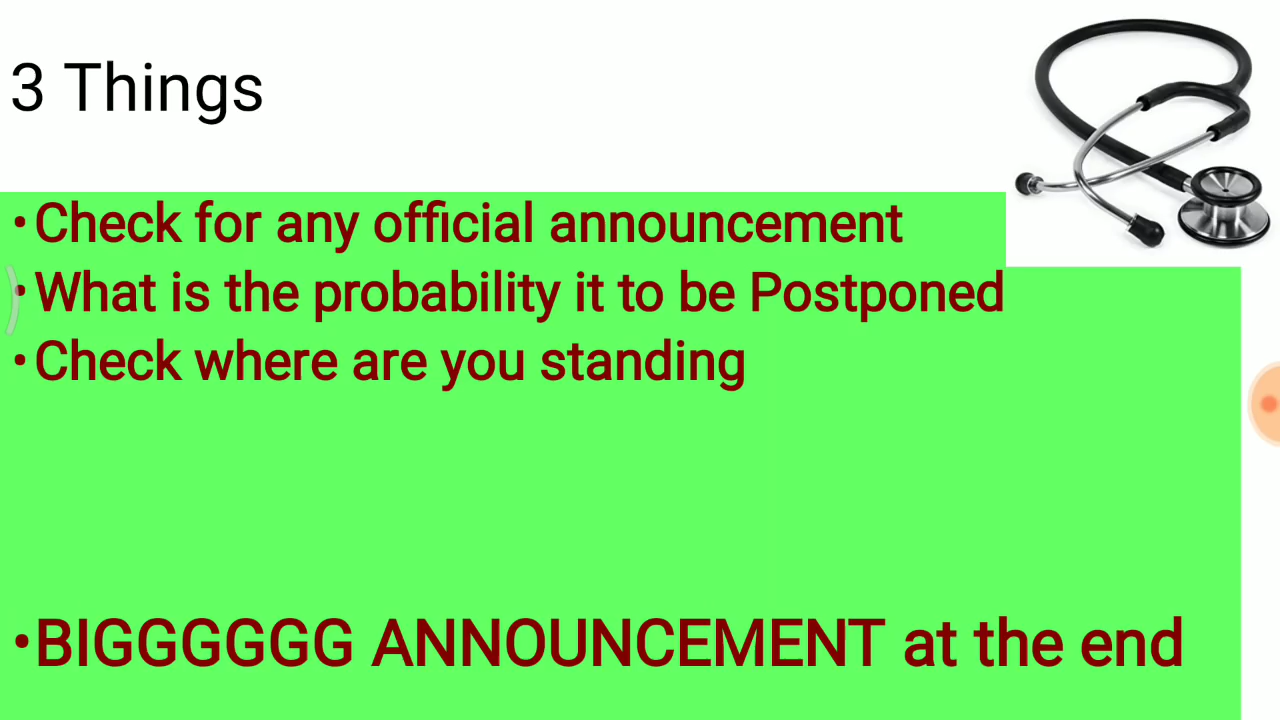 3 Things
•Check for any official announcement
•What is the probability it to be Postponed
•Check where are you standing
•BIGGGGGG ANNOUNCEMENT at the end